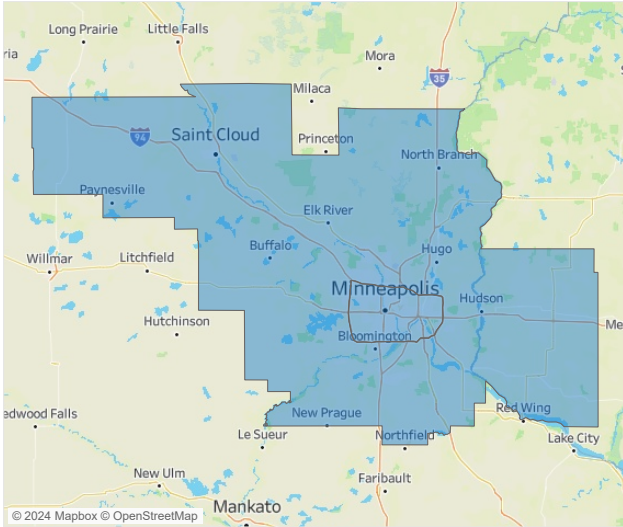 Long Prairie
Little Falls
ria
Mora
35
Milaca
94
Saint Cloud
Princeton
North Branch
Paynesville
Elk River
Buffalo
Hugo
Willmar
Litchfield
Minneapolis
Hudson
Hutchinson
Me
Bloomington
edwood Falls
New Prague
Red Wing
Le Sueur
Northfield
Lake City
New Ulm
Faribault
Mankato
© 2024 Mapbox © OpenStreetMap